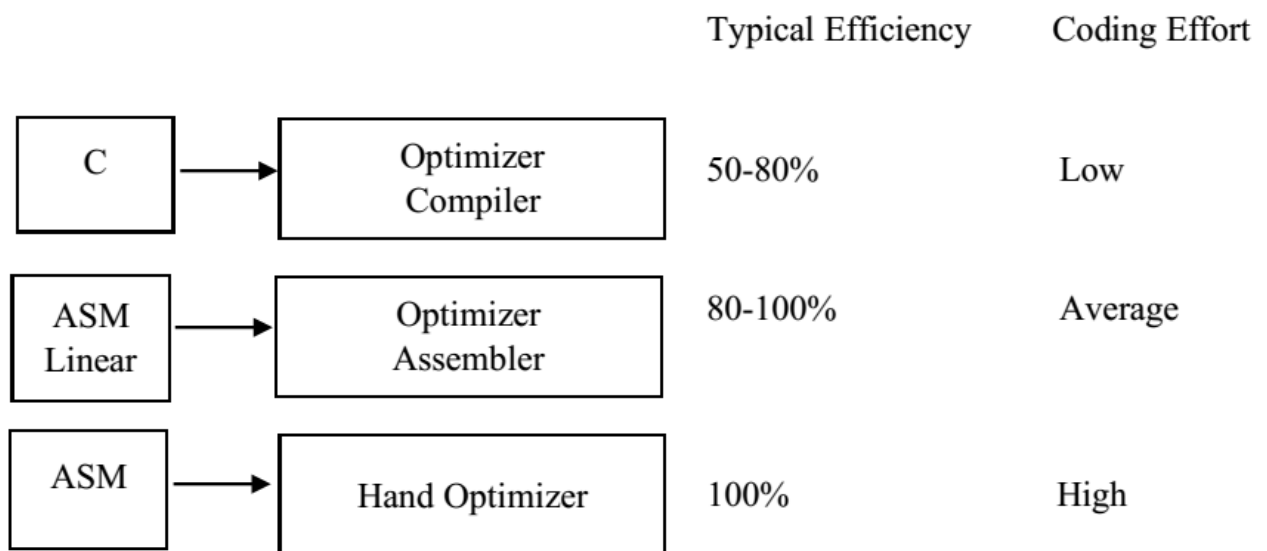 Typical Efficiency Coding Effort
C
Optimizer
Compiler
50-80% Low
ASM
Linear
Optimizer
Assembler
80-100% Average
ASM
Hand Optimizer
100% High